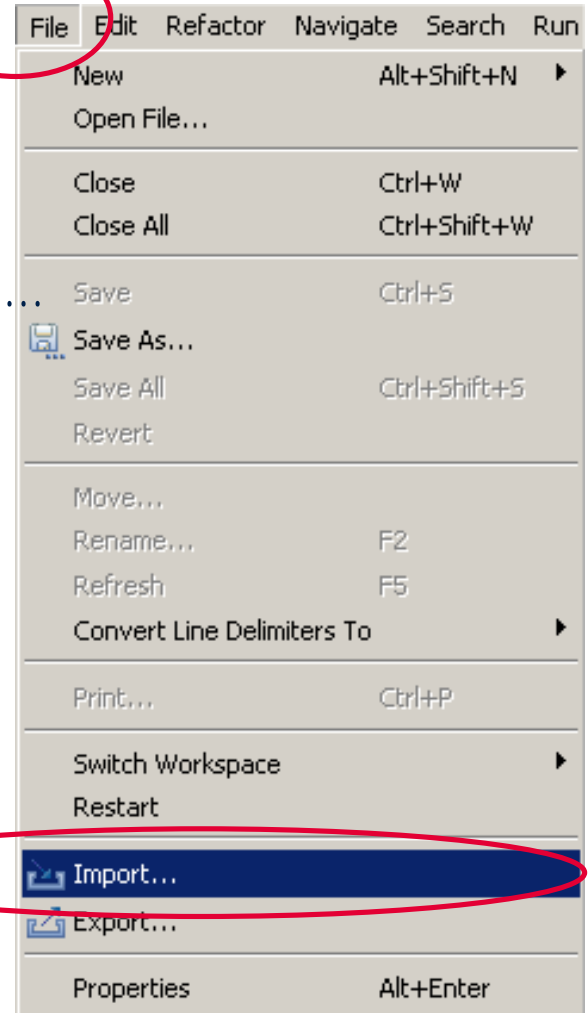 File Edit Refactor Navigate Search Run
New Alt+Shift+N
Open File...
Close Ctrl+W
Close All Ctrl+Shift+W
... Save Ctrl+S
Save As...
Save All Ctrl+Shift+S
Revert
Move...
Rename... F2
Refresh F5
Convert Line Delimiters To
Print... Ctrl+P
Switch Workspace
Restart
Import...
Export...
Properties Alt+Enter